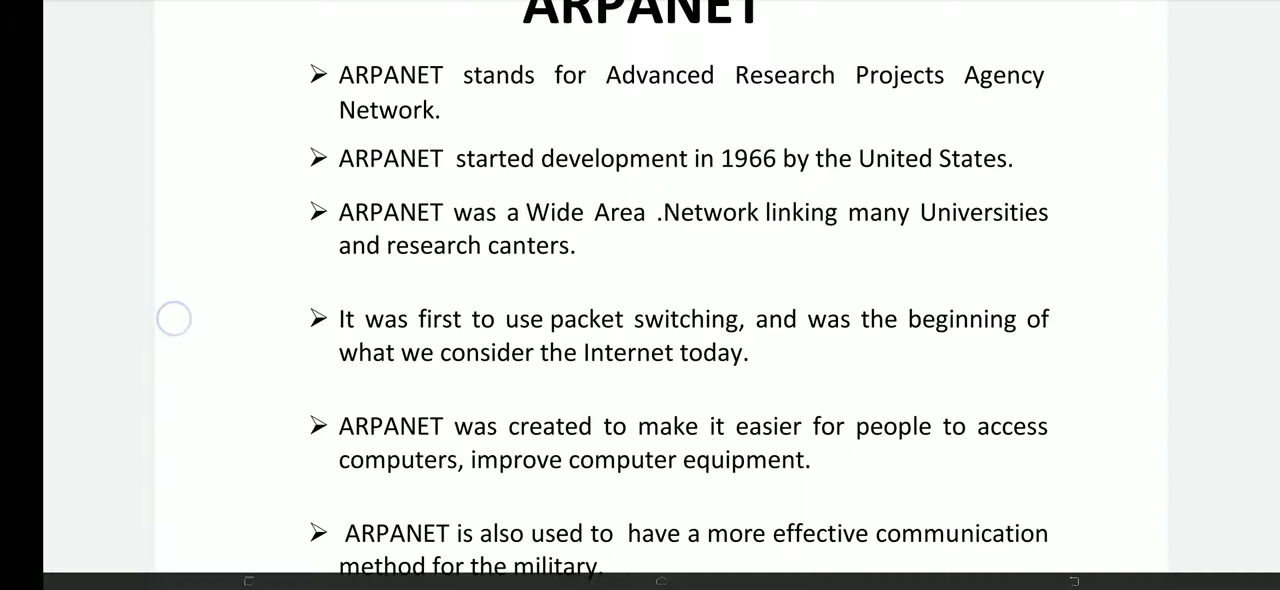 ARPANET
➢ ARPANET stands for Advanced Research Projects Agency
Network.
➢ ARPANET started development in 1966 by the United States.
➢ ARPANET was a Wide Area .Network linking many Universities
and research canters.
➢ It was first to use packet switching, and was the beginning of
what we consider the Internet today.
➢ ARPANET was created to make it easier for people to access
computers, improve computer equipment.
➢ ARPANET is also used to have a more effective communication
method for the military.